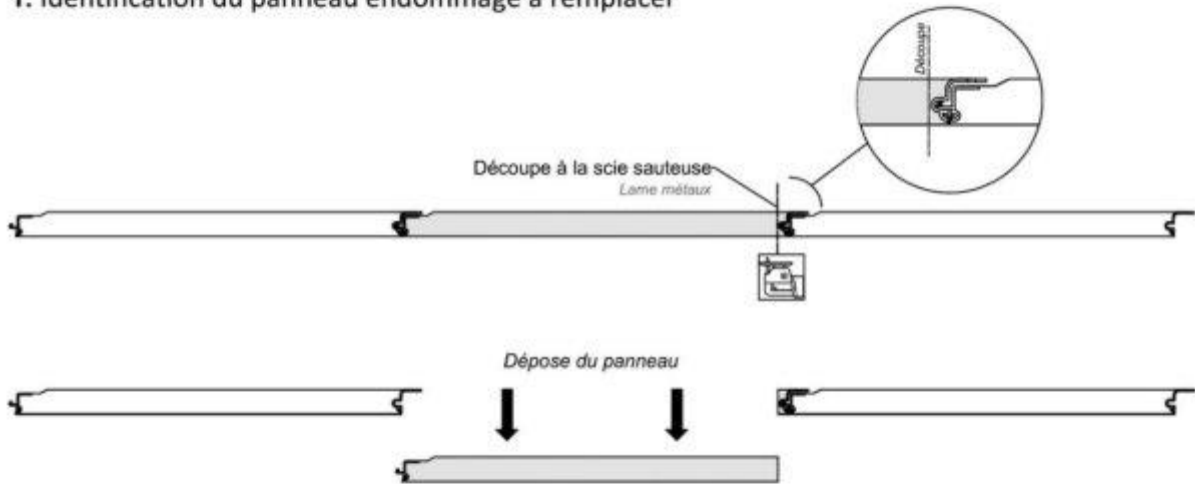 1. Identification du panneau endommagé à remplacer
Découpe
Découpe à la scie sauteuse
Lame métaux
Dépose du panneau